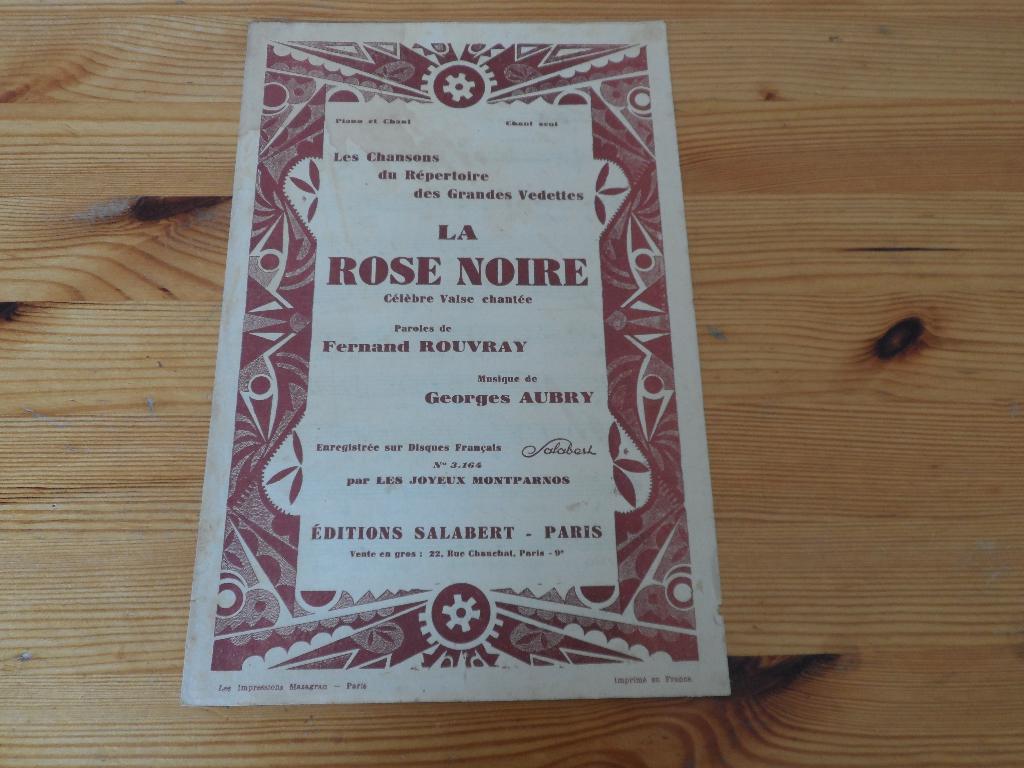 Piano et Chant Chant seul
Les Chansons
du Répertoire
des Grandes Vedettes
LA
ROSE NOIRE
Célèbre Valse chantée
Paroles de
Fernand ROUVRAY
Musique de
Georges AUBRY
Enregistrée sur Disques Français Salabert
N° 3.164
par LES JOYEUX MONTPARNOS
ÉDITIONS SALABERT - PARIS
Vente en gros : 22, Rue Chauchat, Paris - 9e
Les Impressions Mazagran — Paris
Imprimé en France